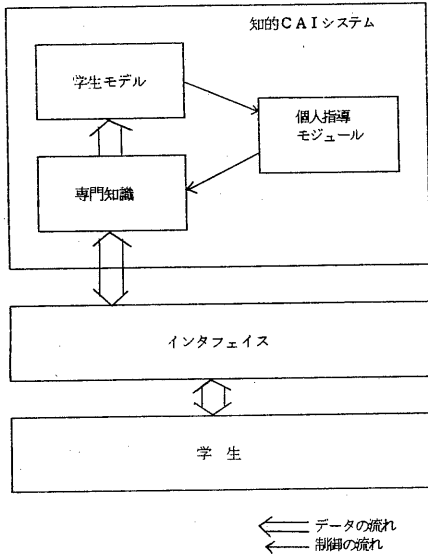 知的ＣＡＩシステム
学生モデル
個人指導
モジュール
専門知識
インタフェイス
学　生
データの流れ
制御の流れ